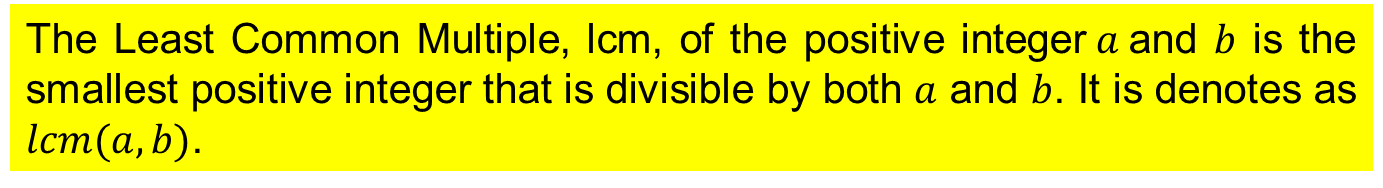 The Least Common Multiple, lcm, of the positive integer a and b is the
smallest positive integer that is divisible by both a and b. It is denotes as
lcm(a, b).